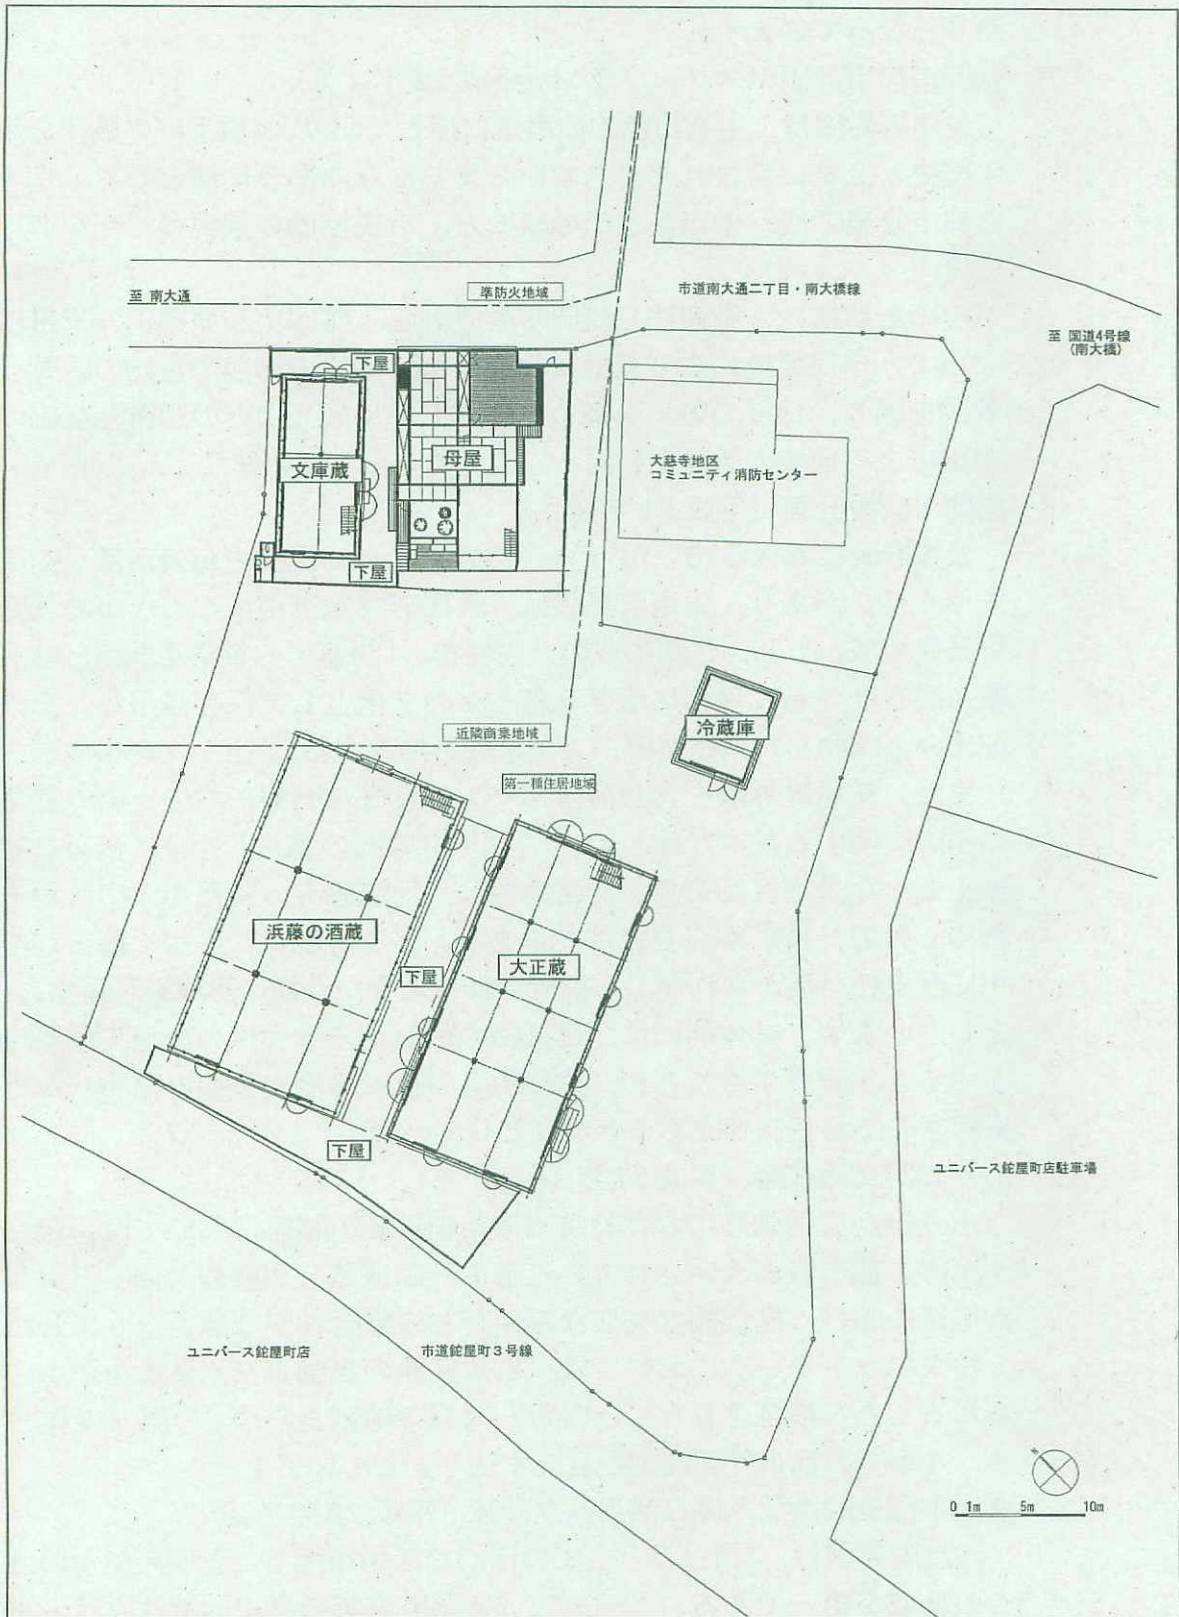 至 南大通
準防火地域
市道南大通二丁目・南大橋線
至 国道4号線
(南大橋)
下屋
文庫蔵
母屋
大慈寺地区
コミュニティ消防センター
下屋
冷蔵庫
近隣商業地域
第一種住居地域
浜藤の酒蔵
大正蔵
下屋
下屋
ユニバース鉈屋町店駐車場
ユニバース鉈屋町店
市道鉈屋町3号線
0 1m 5m 10m